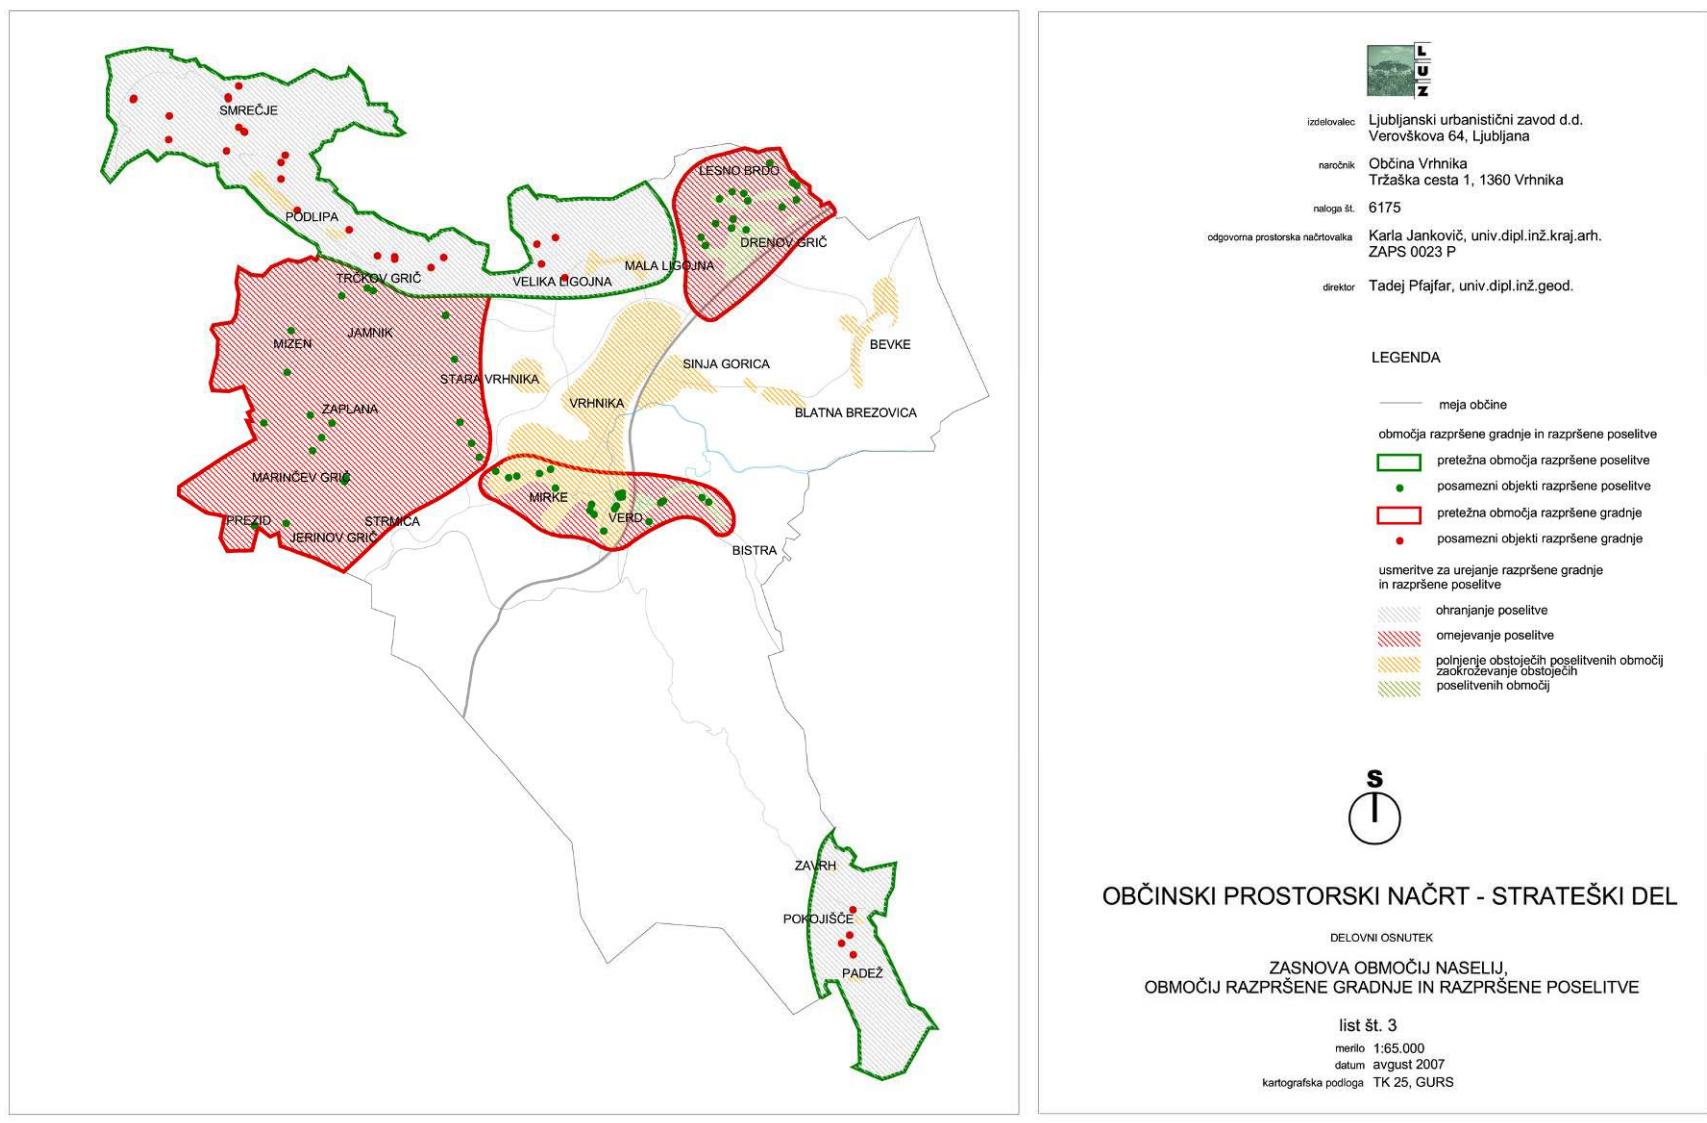 SMREČJE
PODLIPA
TRČKOV GRIČ
VELIKA LIGOJNA
MALA LIGOJNA
LESNO BRDO
DRENOV GRIČ
JAMNIK
MIZEN
STARA VRHNIKA
SINJA GORICA
BEVKE
VRHNIKA
ZAPLANA
BLATNA BREZOVICA
MARINČEV GRIČ
MIRKE
PREZID
STRMICA
VERD
JERINOV GRIČ
BISTRA
ZAVRH
POKOJIŠČE
PADEŽ
L
U
Z
izdelovalec Ljubljanski urbanistični zavod d.d.
Verovškova 64, Ljubljana
naročnik Občina Vrhnika
Tržaška cesta 1, 1360 Vrhnika
naloga št. 6175
odgovorna prostorska načrtovalka Karla Jankovič, univ.dipl.inž.kraj.arh.
ZAPS 0023 P
direktor Tadej Pfajfar, univ.dipl.inž.geod.
LEGENDA
meja občine
območja razpršene gradnje in razpršene poselitve
pretežna območja razpršene poselitve
posamezni objekti razpršene poselitve
pretežna območja razpršene gradnje
posamezni objekti razpršene gradnje
usmeritve za urejanje razpršene gradnje
in razpršene poselitve
ohranjanje poselitve
omejevanje poselitve
polnjenje obstoječih poselitvenih območij
zaokroževanje obstoječih
poselitvenih območij
S
OBČINSKI PROSTORSKI NAČRT - STRATEŠKI DEL
DELOVNI OSNUTEK
ZASNOVA OBMOČIJ NASELIJ,
OBMOČIJ RAZPRŠENE GRADNJE IN RAZPRŠENE POSELITVE
list št. 3
merilo 1:65.000
datum avgust 2007
kartografska podloga TK 25, GURS